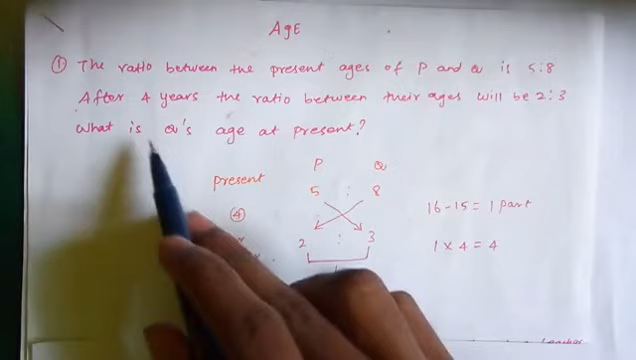 AgE
① The ratio between the present ages of P and Q is 5:8
After 4 years the ratio between their ages will be 2:3
What is Q's age at present?
P Q
present 5 : 8
④ 16-15 = 1 part
2 : 3
1 x 4 = 4